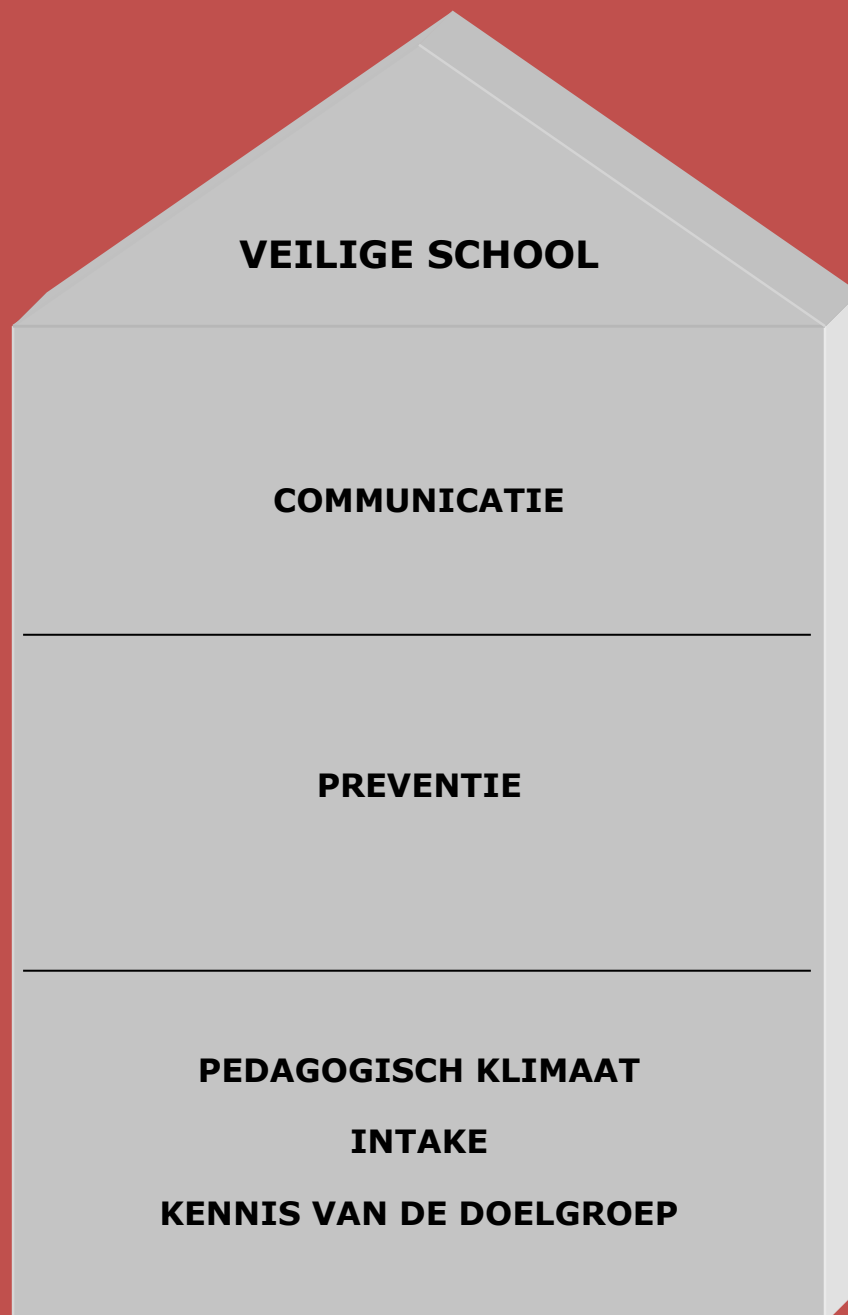 VEILIGE SCHOOL
COMMUNICATIE
PREVENTIE
PEDAGOGISCH KLIMAAT
INTAKE
KENNIS VAN DE DOELGROEP